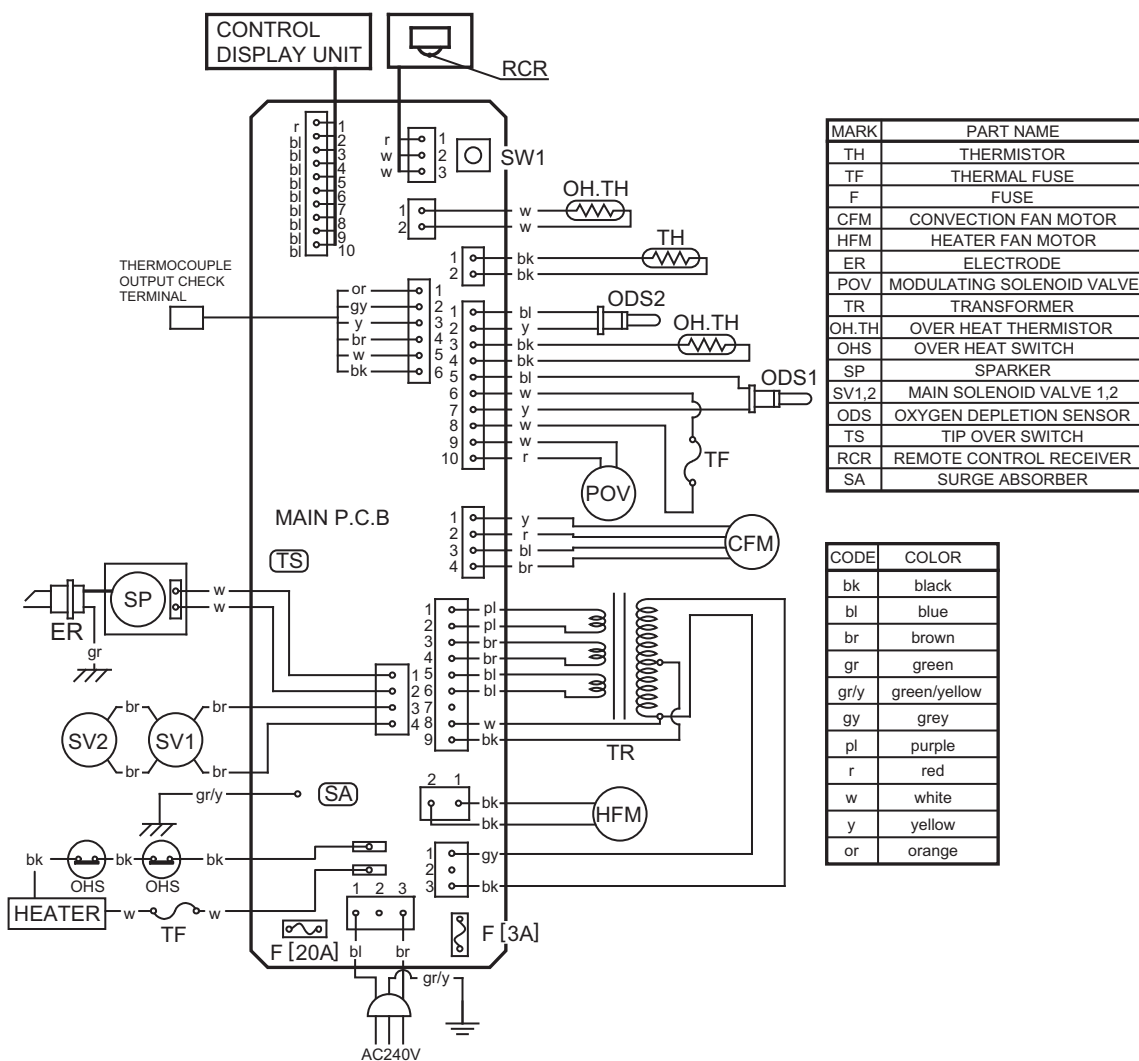 CONTROL
DISPLAY UNIT
RCR
r 1
bl 2
bl 3
bl 4
bl 5
bl 6
bl 7
bl 8
bl 9
bl 10
r 1
w 2
w 3
SW1
OH.TH
1 w
2 w
TH
1 bk
2 bk
THERMOCOUPLE
OUTPUT CHECK
TERMINAL
or 1
gy 2
y 3
br 4
w 5
bk 6
ODS2
OH.TH
ODS1
1 bl
2 y
3 bk
4 bk
5 bl
6 w
7 y
8 w
9 w
10 r
TF
POV
MAIN P.C.B
1 y
2 r
3 bl
4 br
CFM
TS
SP
w
w
ER
gr
1
2
3
4
1 pl
2 pl
3 br
4 br
5 bl
6 bl
7
8 w
9 bk
TR
SV2
br
br
SV1
br
br
gr/y
SA
2 1
bk
bk
HFM
bk
OHS
bk
OHS
bk
1 gy
2
3 bk
HEATER
w
TF
w
1 2 3
F [20A]
bl
br
F [3A]
gr/y
AC240V
MARK PART NAME
TH THERMISTOR
TF THERMAL FUSE
F FUSE
CFM CONVECTION FAN MOTOR
HFM HEATER FAN MOTOR
ER ELECTRODE
POV MODULATING SOLENOID VALVE
TR TRANSFORMER
OH.TH OVER HEAT THERMISTOR
OHS OVER HEAT SWITCH
SP SPARKER
SV1,2 MAIN SOLENOID VALVE 1,2
ODS OXYGEN DEPLETION SENSOR
TS TIP OVER SWITCH
RCR REMOTE CONTROL RECEIVER
SA SURGE ABSORBER
CODE COLOR
bk black
bl blue
br brown
gr green
gr/y green/yellow
gy grey
pl purple
r red
w white
y yellow
or orange